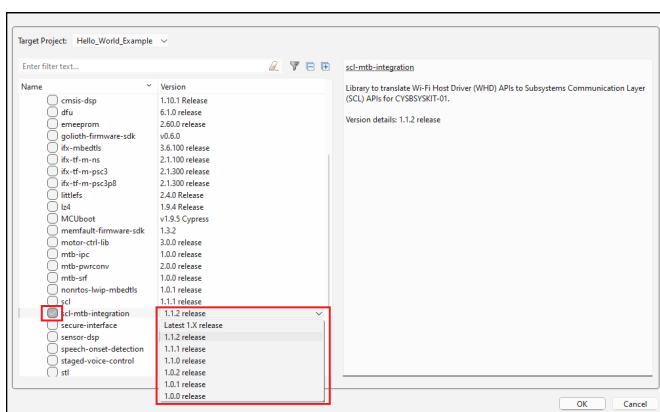 Target Project: Hello_World_Example
Enter filter text...
Name Version
cmsis-dsp 1.10.1 Release
dfu 6.1.0 release
emeeprom 2.60.0 release
golioth-firmware-sdk v0.6.0
ifx-mbedtls 3.6.100 release
ifx-tf-m-ns 2.1.100 release
ifx-tf-m-psc3 2.1.300 release
ifx-tf-m-psc3p8 2.1.300 release
littlefs 2.4.0 Release
lz4 1.9.4 Release
MCUboot v1.9.5 Cypress
memfault-firmware-sdk 1.3.2
motor-ctrl-lib 3.0.0 release
mtb-ipc 1.0.0 release
mtb-pwrconv 2.0.0 release
mtb-srf 1.0.0 release
nonrtos-lwip-mbedtls 1.0.1 release
scl 1.1.1 release
scl-mtb-integration 1.1.2 release
secure-interface Latest 1.X release
sensor-dsp 1.1.2 release
speech-onset-detection 1.1.1 release
staged-voice-control 1.1.0 release
stl 1.0.2 release
1.0.1 release
1.0.0 release
scl-mtb-integration
Library to translate Wi-Fi Host Driver (WHD) APIs to Subsystems Communication Layer
(SCL) APIs for CYSBSYSKIT-01.
Version details: 1.1.2 release
OK Cancel